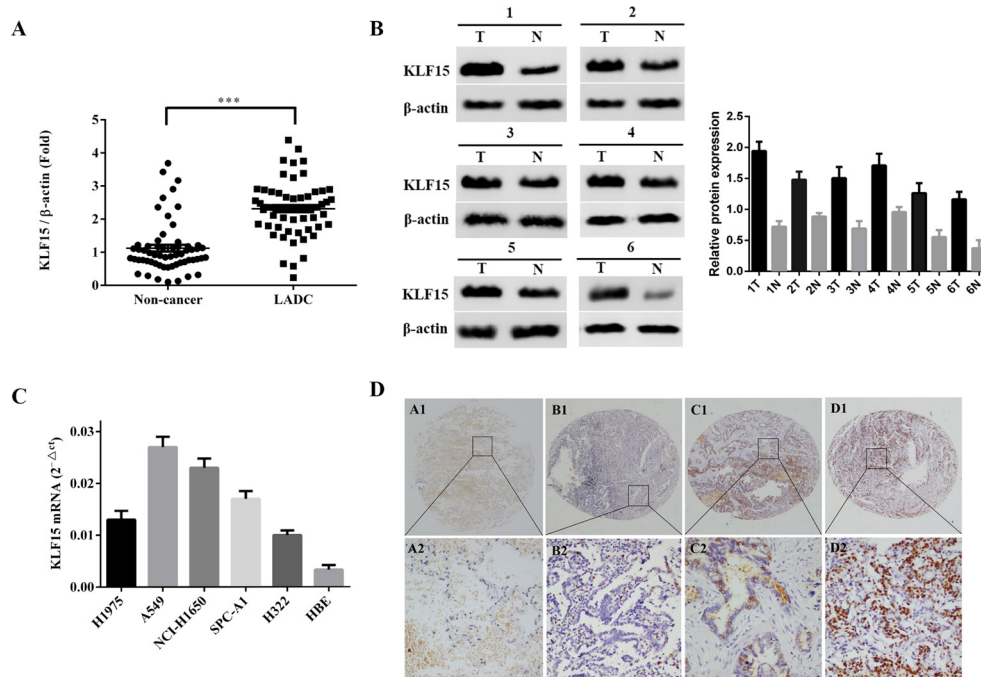 A
***
KLF15 / β-actin (Fold)
5
4
3
2
1
0
Non-cancer LADC
B
1 2
T N T N
KLF15
β-actin
3 4
T N T N
KLF15
β-actin
5 6
T N T N
KLF15
β-actin
Relative protein expression
2.5
2.0
1.5
1.0
0.5
0.0
1T 1N 2T 2N 3T 3N 4T 4N 5T 5N 6T 6N
C
KLF15 mRNA (2⁻△ct)
0.03
0.02
0.01
0.00
H1975 A549 NCI-H1650 SPC-A1 H322 HBE
D
A1 B1 C1 D1
A2 B2 C2 D2